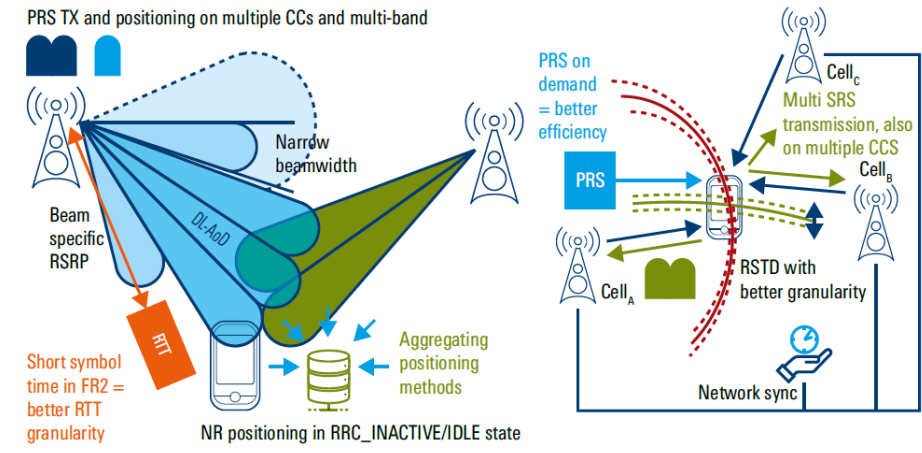 PRS TX and positioning on multiple CCs and multi-band
Narrow
beamwidth
DL-AoD
Beam
specific
RSRP
RTT
Short symbol
time in FR2 =
better RTT
granularity
Aggregating
positioning
methods
NR positioning in RRC_INACTIVE/IDLE state
PRS on
demand
= better
efficiency
PRS
Cell_C
Multi SRS
transmission, also
on multiple CCS
Cell_B
Cell_A
RSTD with
better granularity
Network sync